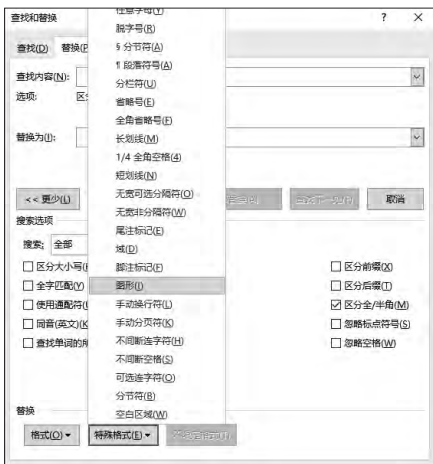 查找和替换 ? ×
查找(D) 替换(P
查找内容(N):
选项: 区分
替换为(I):
<< 更少(L)
取消
搜索选项
搜索: 全部
区分大小写(H
全字匹配(Y)
使用通配符(U
同音(英文)(K
查找单词的所
区分前缀(X)
区分后缀(T)
区分全/半角(M)
忽略标点符号(S)
忽略空格(W)
替换
格式(O)
特殊格式(E)
任意字母(Y)
脱字号(R)
§ 分节符(A)
¶ 段落符号(A)
分栏符(U)
省略号(E)
全角省略号(F)
长划线(M)
1/4 全角空格(4)
短划线(N)
无宽可选分隔符(O)
无宽非分隔符(W)
尾注标记(E)
域(D)
脚注标记(F)
图形(I)
手动换行符(L)
手动分页符(K)
不间断连字符(H)
不间断空格(S)
可选连字符(O)
分节符(B)
空白区域(W)